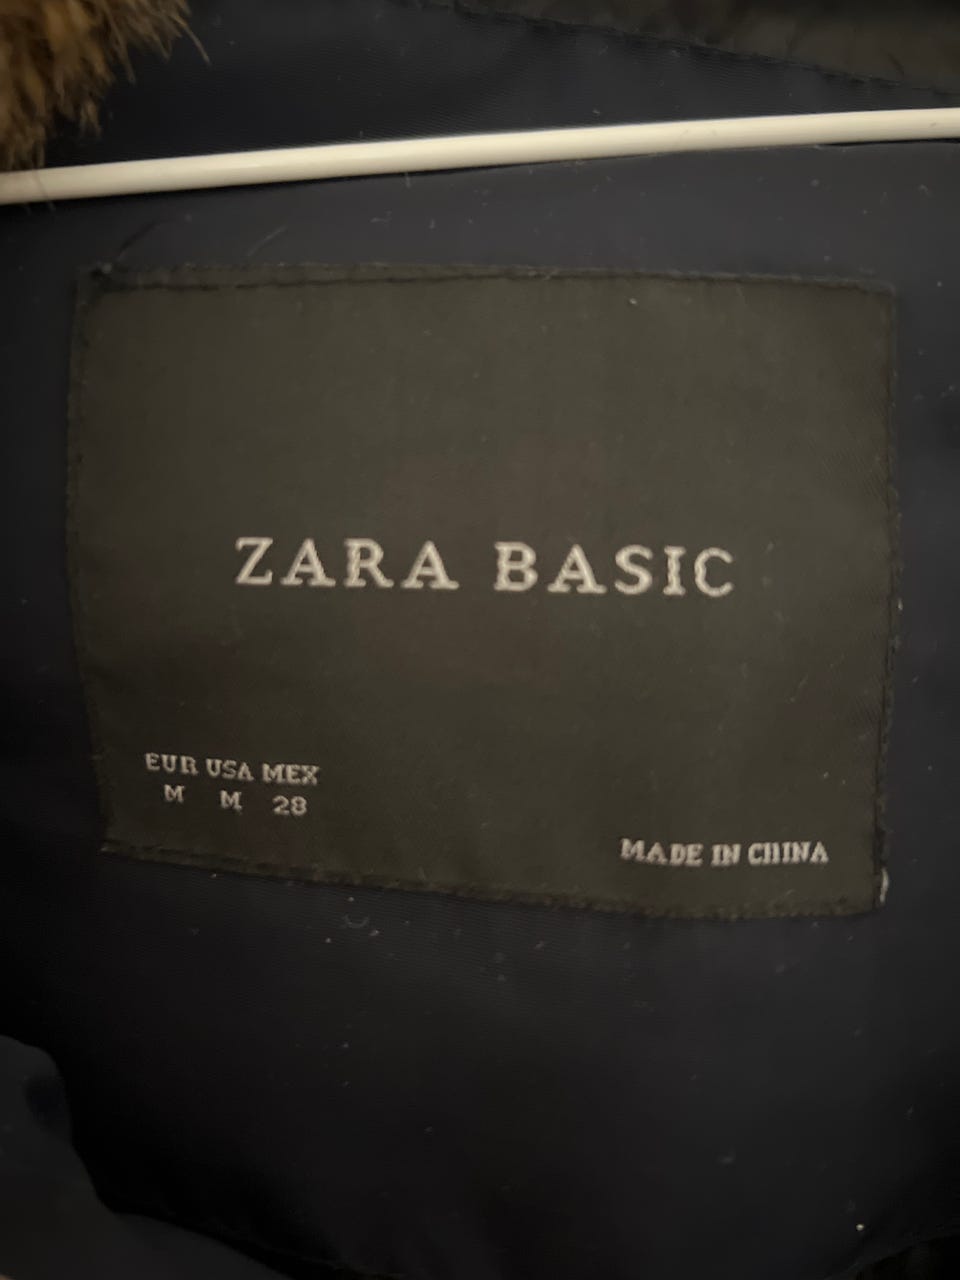 ZARA BASIC
EUR USA MEX
M M 28
MADE IN CHINA